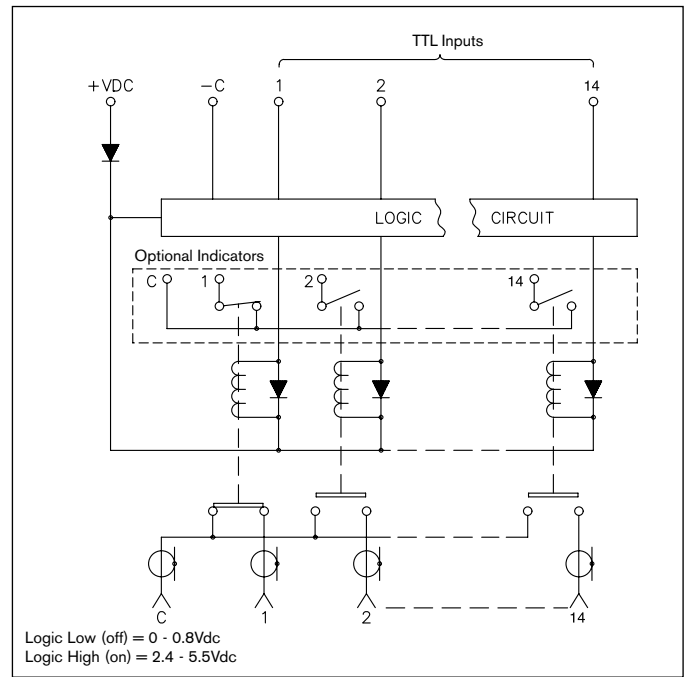 TTL Inputs
+VDC –C 1 2 14
LOGIC CIRCUIT
Optional Indicators
C 1 2 14
C 1 2 14
Logic Low (off) = 0 - 0.8Vdc
Logic High (on) = 2.4 - 5.5Vdc